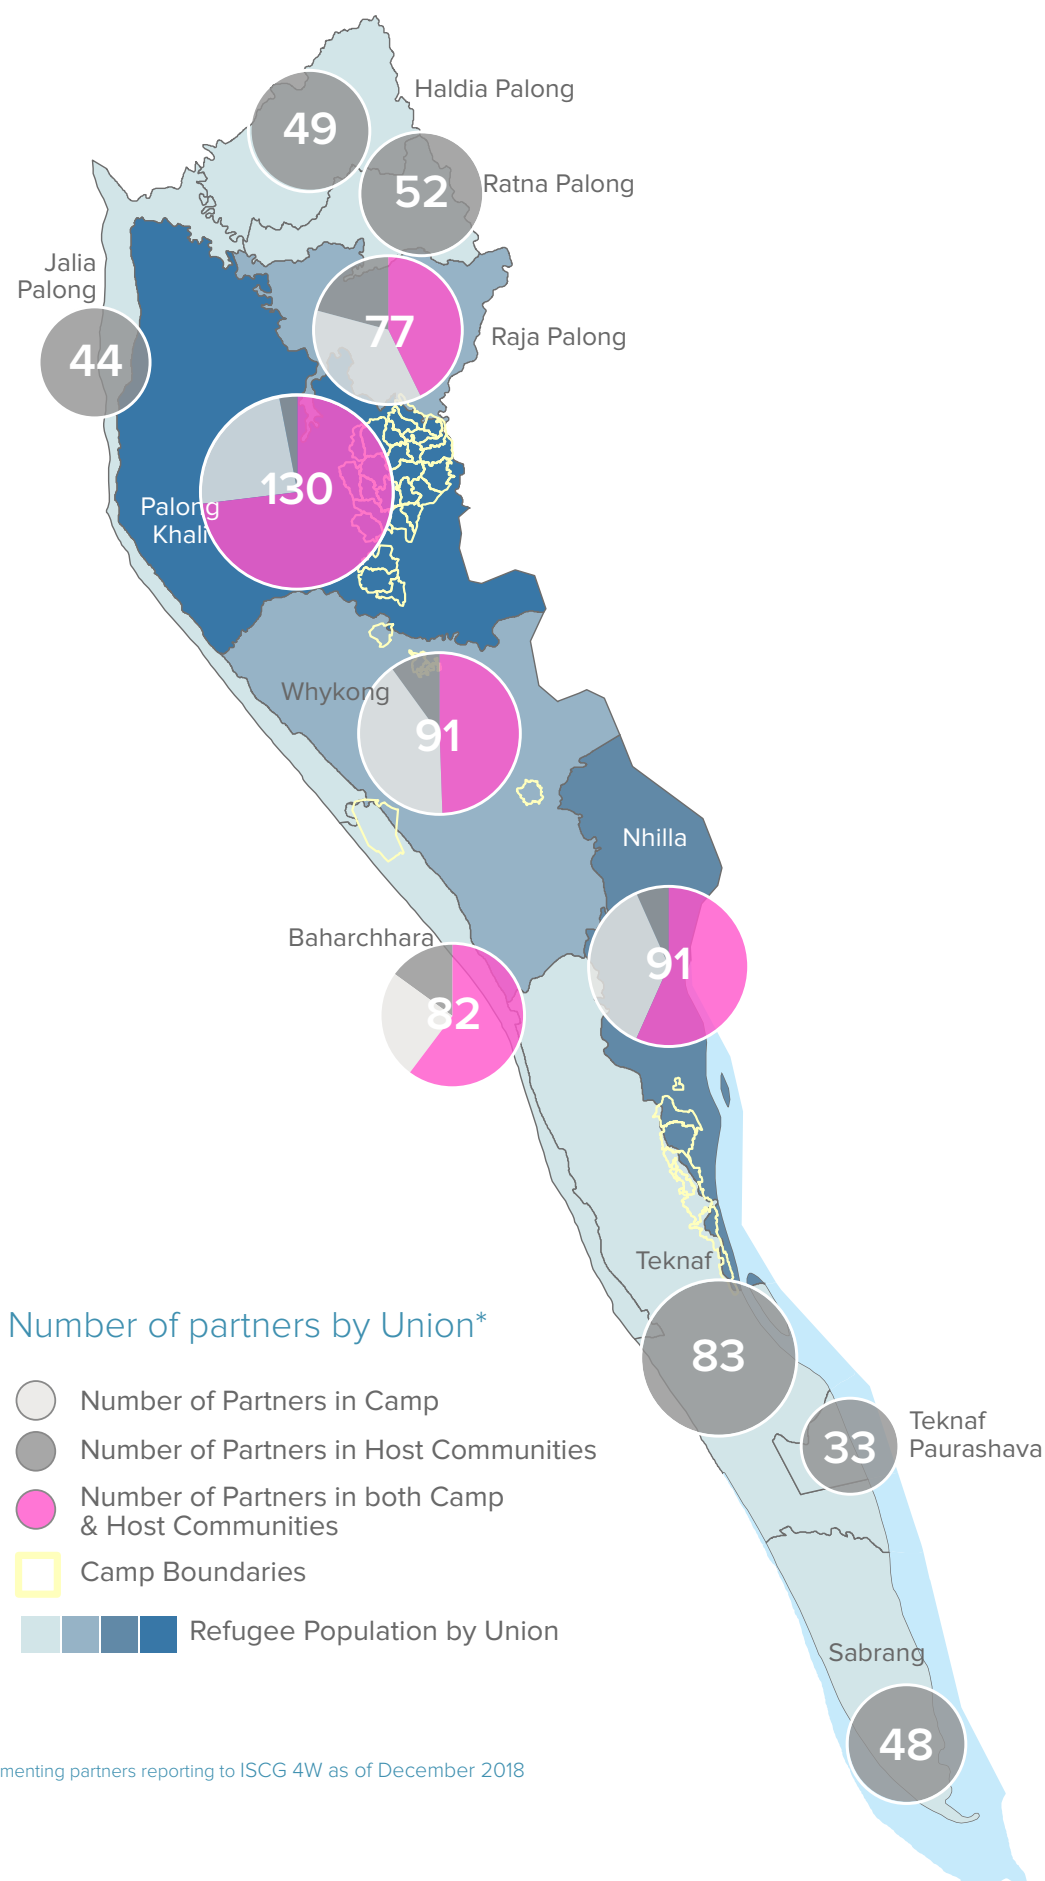 Haldia Palong
49
52
Ratna Palong
Jalia
Palong
44
77
Raja Palong
130
Palong
Khali
Whykong
91
Nhilla
Baharchhara
91
82
Teknaf
83
Teknaf
Paurashava
33
Sabrang
48
Number of partners by Union*
Number of Partners in Camp
Number of Partners in Host Communities
Number of Partners in both Camp
& Host Communities
Camp Boundaries
Refugee Population by Union
menting partners reporting to ISCG 4W as of December 2018